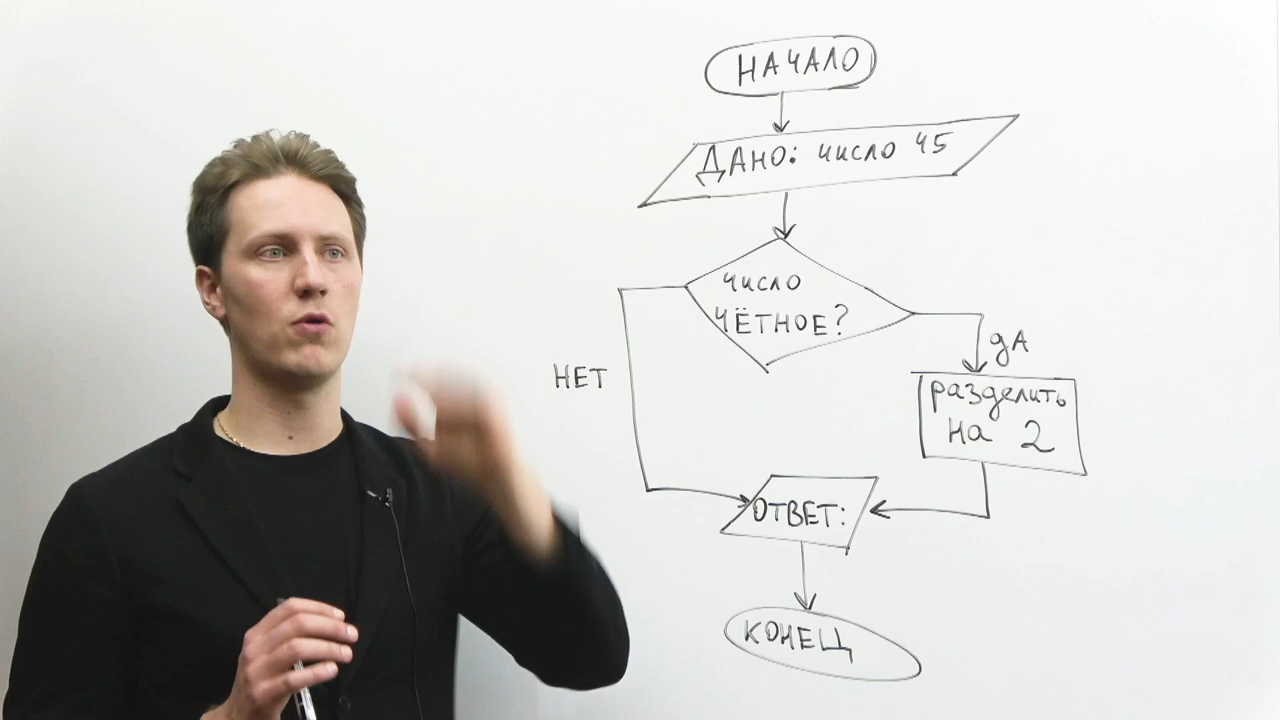 НАЧАЛО
ДАНО: число 45
число
ЧЁТНОЕ?
НЕТ
дА
разделить
на 2
ОТВЕТ:
КОНЕЦ